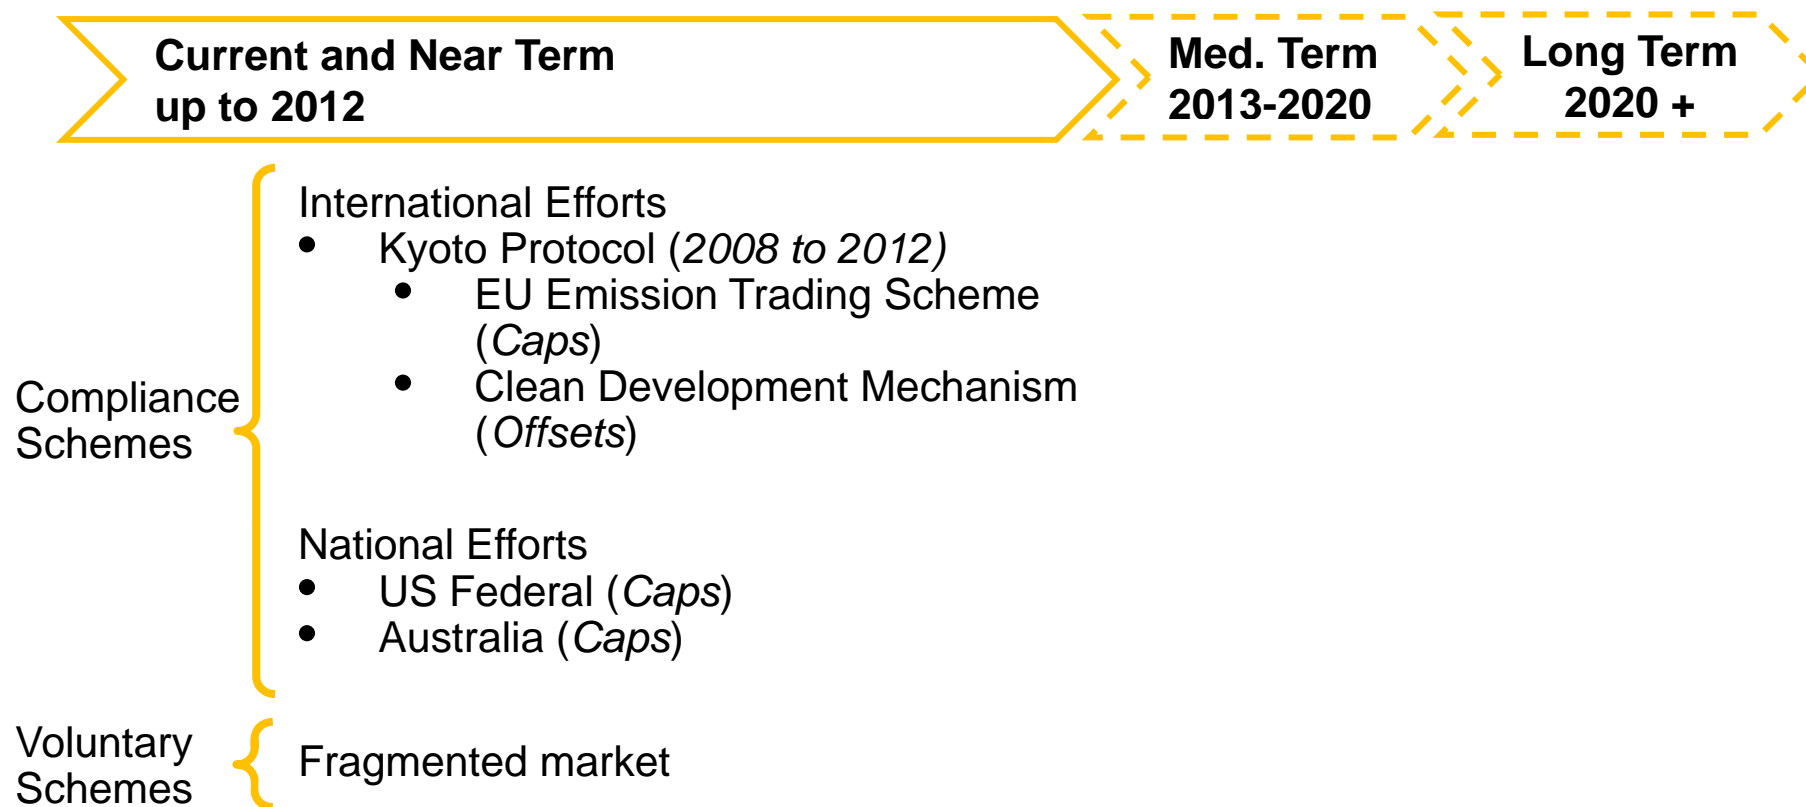 Current and Near Term
up to 2012
Med. Term
2013-2020
Long Term
2020 +
Compliance
Schemes
International Efforts
• Kyoto Protocol (2008 to 2012)
• EU Emission Trading Scheme
(Caps)
• Clean Development Mechanism
(Offsets)
National Efforts
• US Federal (Caps)
• Australia (Caps)
Voluntary
Schemes
Fragmented market